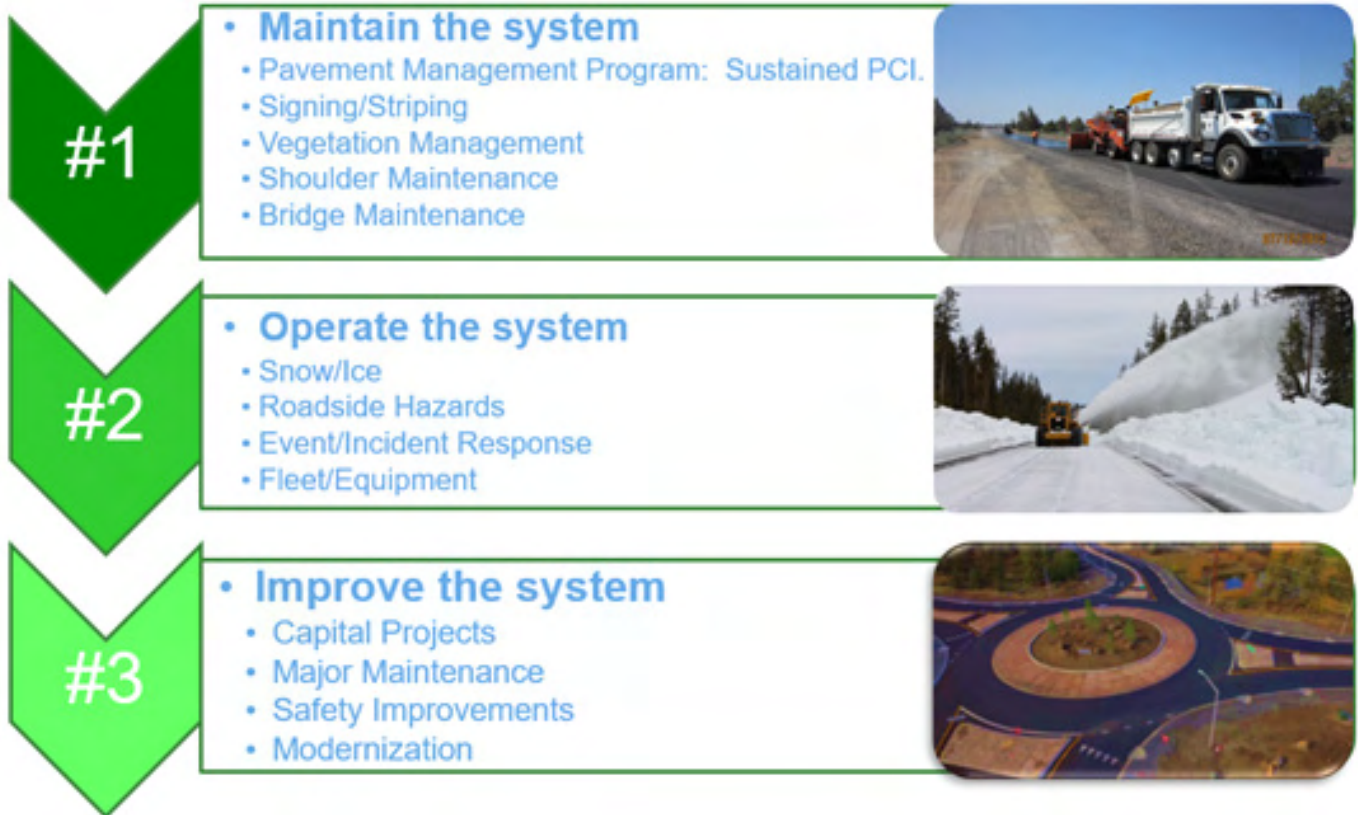 #1
• Maintain the system
• Pavement Management Program: Sustained PCI.
• Signing/Striping
• Vegetation Management
• Shoulder Maintenance
• Bridge Maintenance
#2
• Operate the system
• Snow/Ice
• Roadside Hazards
• Event/Incident Response
• Fleet/Equipment
#3
• Improve the system
• Capital Projects
• Major Maintenance
• Safety Improvements
• Modernization